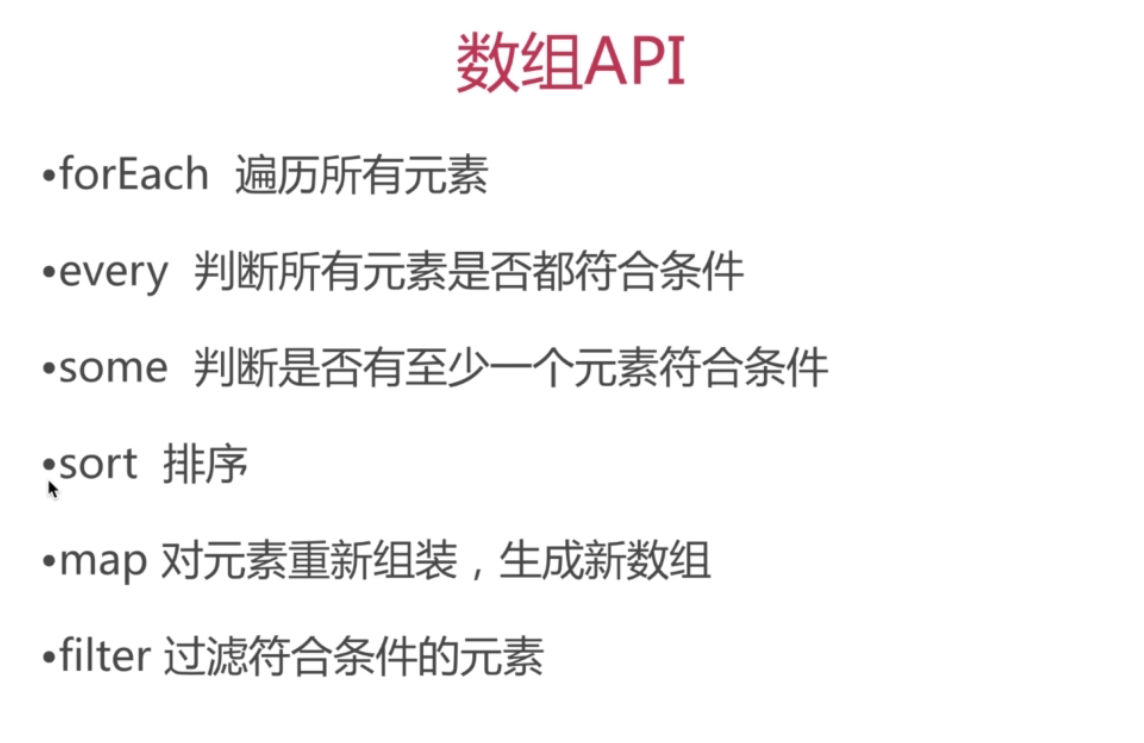 数组API
•forEach 遍历所有元素
•every 判断所有元素是否都符合条件
•some 判断是否有至少一个元素符合条件
•sort 排序
•map 对元素重新组装，生成新数组
•filter 过滤符合条件的元素